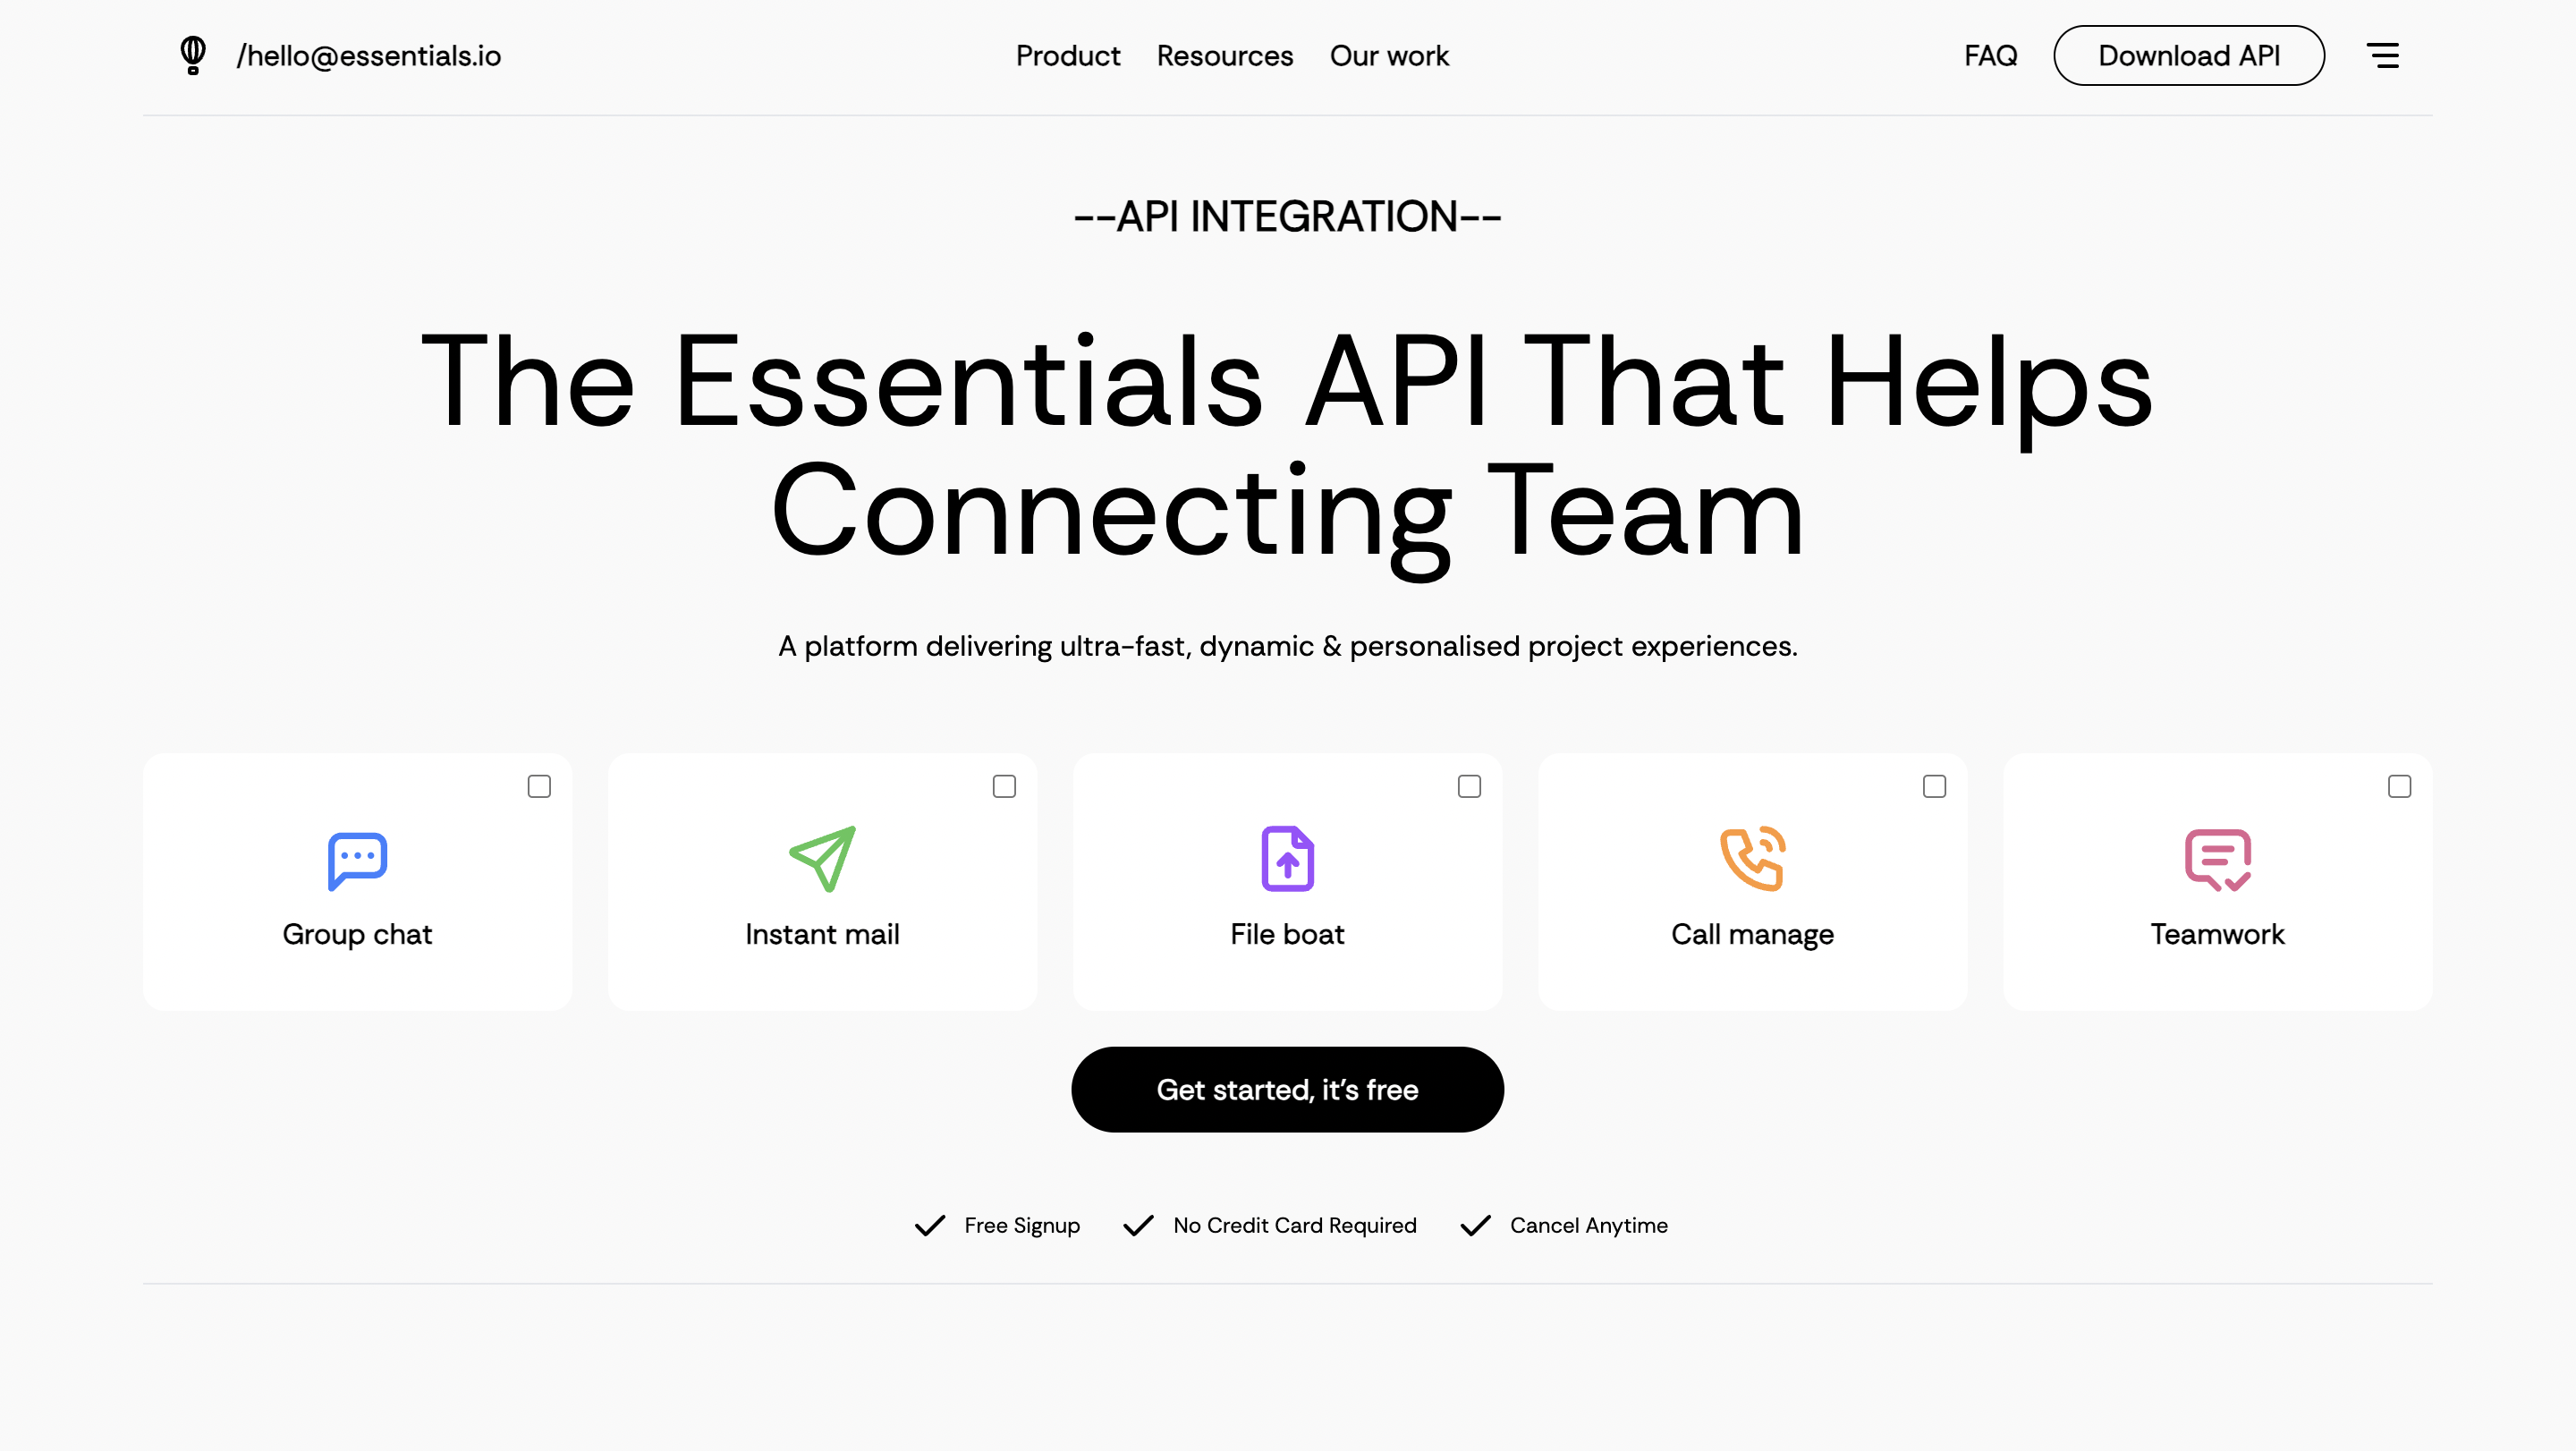 /hello@essentials.io
Product Resources Our work
FAQ Download API
--API INTEGRATION--
The Essentials API That Helps
Connecting Team
A platform delivering ultra-fast, dynamic & personalised project experiences.
Group chat
Instant mail
File boat
Call manage
Teamwork
Get started, it's free
Free Signup
No Credit Card Required
Cancel Anytime